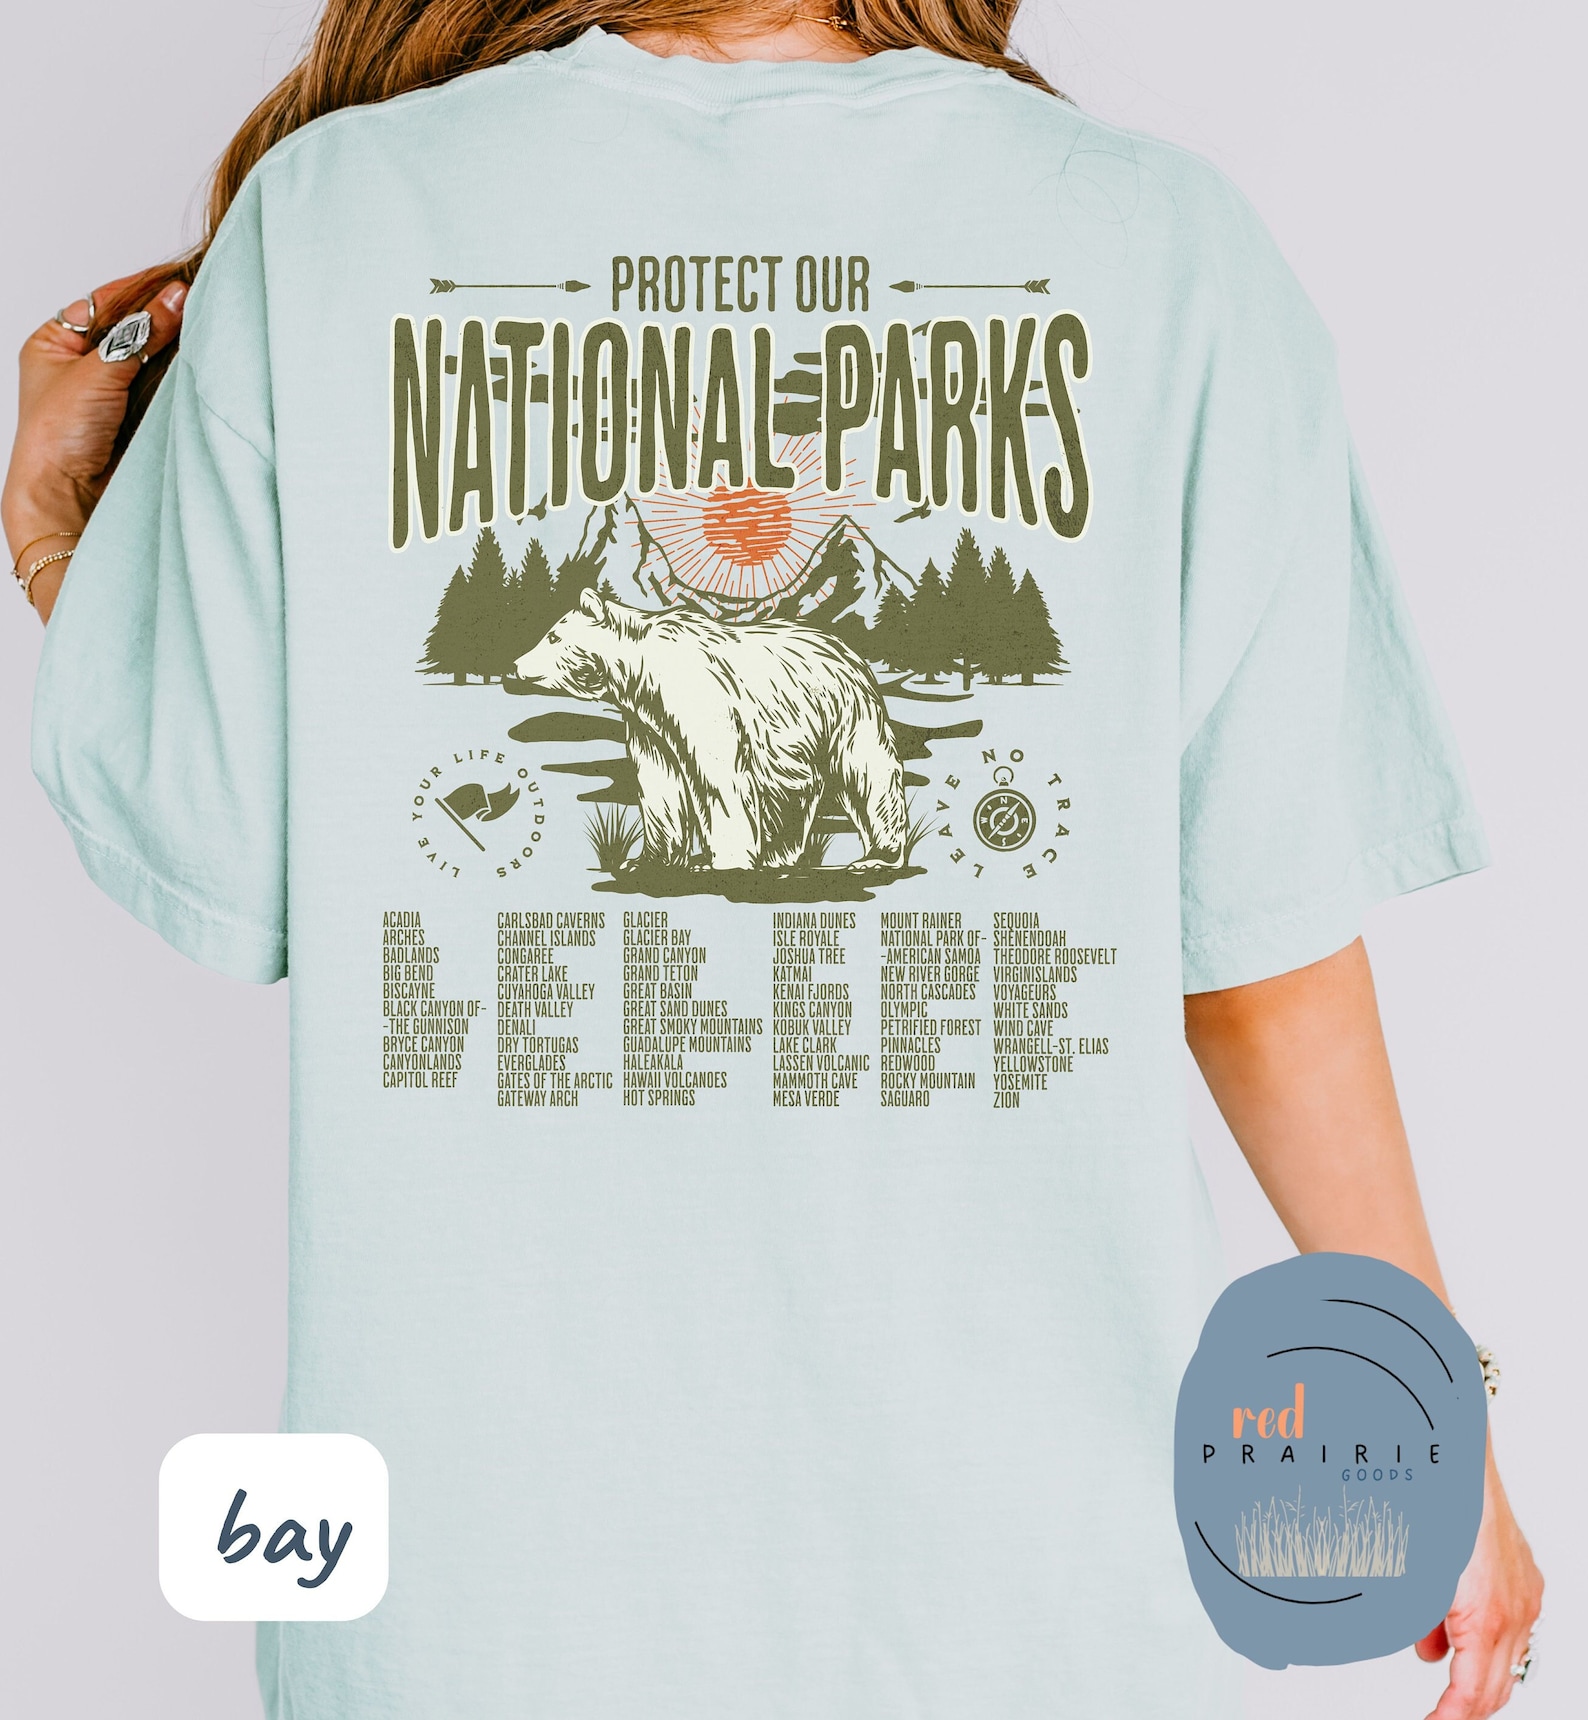 PROTECT OUR
NATIONAL PARKS
LIVE YOUR LIFE OUTDOORS
LEAVE NO TRACE
N
W E
S
ACADIA
ARCHES
BADLANDS
BIG BEND
BISCAYNE
BLACK CANYON OF-
-THE GUNNISON
BRYCE CANYON
CANYONLANDS
CAPITOL REEF
CARLSBAD CAVERNS
CHANNEL ISLANDS
CONGAREE
CRATER LAKE
CUYAHOGA VALLEY
DEATH VALLEY
DENALI
DRY TORTUGAS
EVERGLADES
GATES OF THE ARCTIC
GATEWAY ARCH
GLACIER
GLACIER BAY
GRAND CANYON
GRAND TETON
GREAT BASIN
GREAT SAND DUNES
GREAT SMOKY MOUNTAINS
GUADALUPE MOUNTAINS
HALEAKALA
HAWAII VOLCANOES
HOT SPRINGS
INDIANA DUNES
ISLE ROYALE
JOSHUA TREE
KATMAI
KENAI FJORDS
KINGS CANYON
KOBUK VALLEY
LAKE CLARK
LASSEN VOLCANIC
MAMMOTH CAVE
MESA VERDE
MOUNT RAINER
NATIONAL PARK OF-
-AMERICAN SAMOA
NEW RIVER GORGE
NORTH CASCADES
OLYMPIC
PETRIFIED FOREST
PINNACLES
REDWOOD
ROCKY MOUNTAIN
SAGUARO
SEQUOIA
SHENENDOAH
THEODORE ROOSEVELT
VIRGINISLANDS
VOYAGEURS
WHITE SANDS
WIND CAVE
WRANGELL-ST. ELIAS
YELLOWSTONE
YOSEMITE
ZION
bay
red
PRAIRIE
GOODS